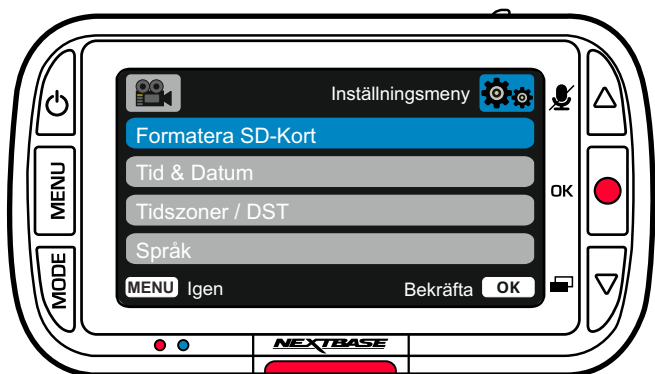 Inställningsmeny
Formatera SD-Kort
MENU
Tid & Datum
OK
Tidszoner / DST
Språk
MODE
MENU Igen
Bekräfta OK
NEXTBASE